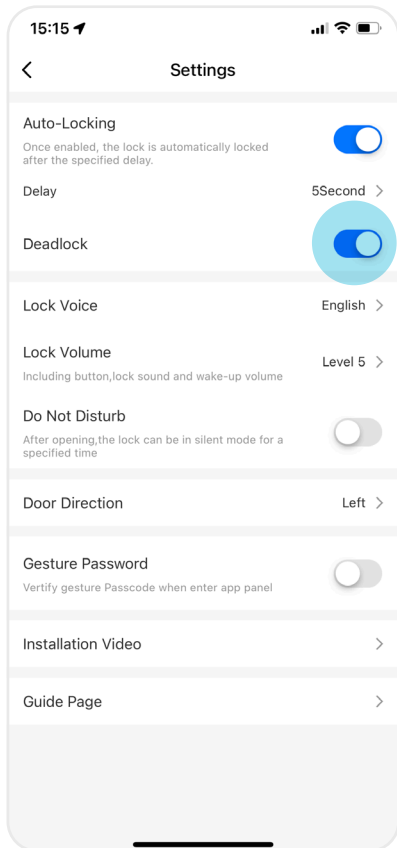 15:15
Settings
Auto-Locking
Once enabled, the lock is automatically locked
after the specified delay.
Delay
5Second
Deadlock
Lock Voice
English
Lock Volume
Including button,lock sound and wake-up volume
Level 5
Do Not Disturb
After opening,the lock can be in silent mode for a
specified time
Door Direction
Left
Gesture Password
Vertify gesture Passcode when enter app panel
Installation Video
Guide Page